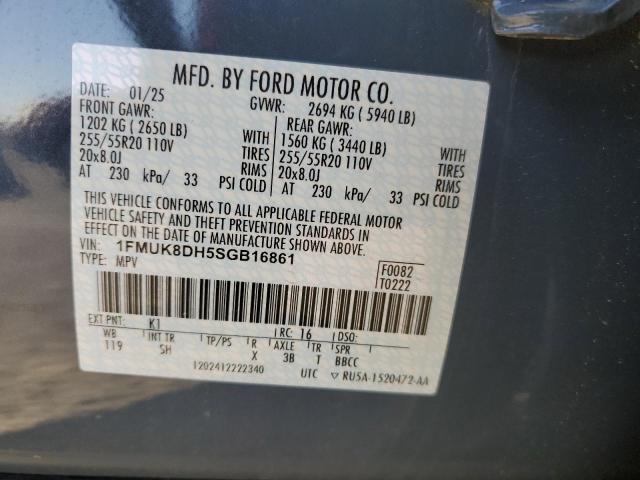 MFD. BY FORD MOTOR CO.
DATE: 01/25 GVWR: 2694 KG ( 5940 LB)
FRONT GAWR: REAR GAWR:
1202 KG ( 2650 LB) WITH 1560 KG ( 3440 LB) WITH
255/55R20 110V TIRES 255/55R20 110V TIRES
20x8.0J RIMS 20x8.0J RIMS
AT 230 kPa/ 33 PSI COLD AT 230 kPa/ 33 PSI COLD
THIS VEHICLE CONFORMS TO ALL APPLICABLE FEDERAL MOTOR
VEHICLE SAFETY AND THEFT PREVENTION STANDARDS IN
EFFECT ON THE DATE OF MANUFACTURE SHOWN ABOVE.
VIN: 1FMUK8DH5SGB16861
TYPE: MPV
F0082
T0222
EXT PNT: K1 RC: 16 DSO:
WB INT TR TP/PS R AXLE TR SPR
119 SH X 3B T BBCC
1202412222340 UTC ▽ RU5A-1520472-AA